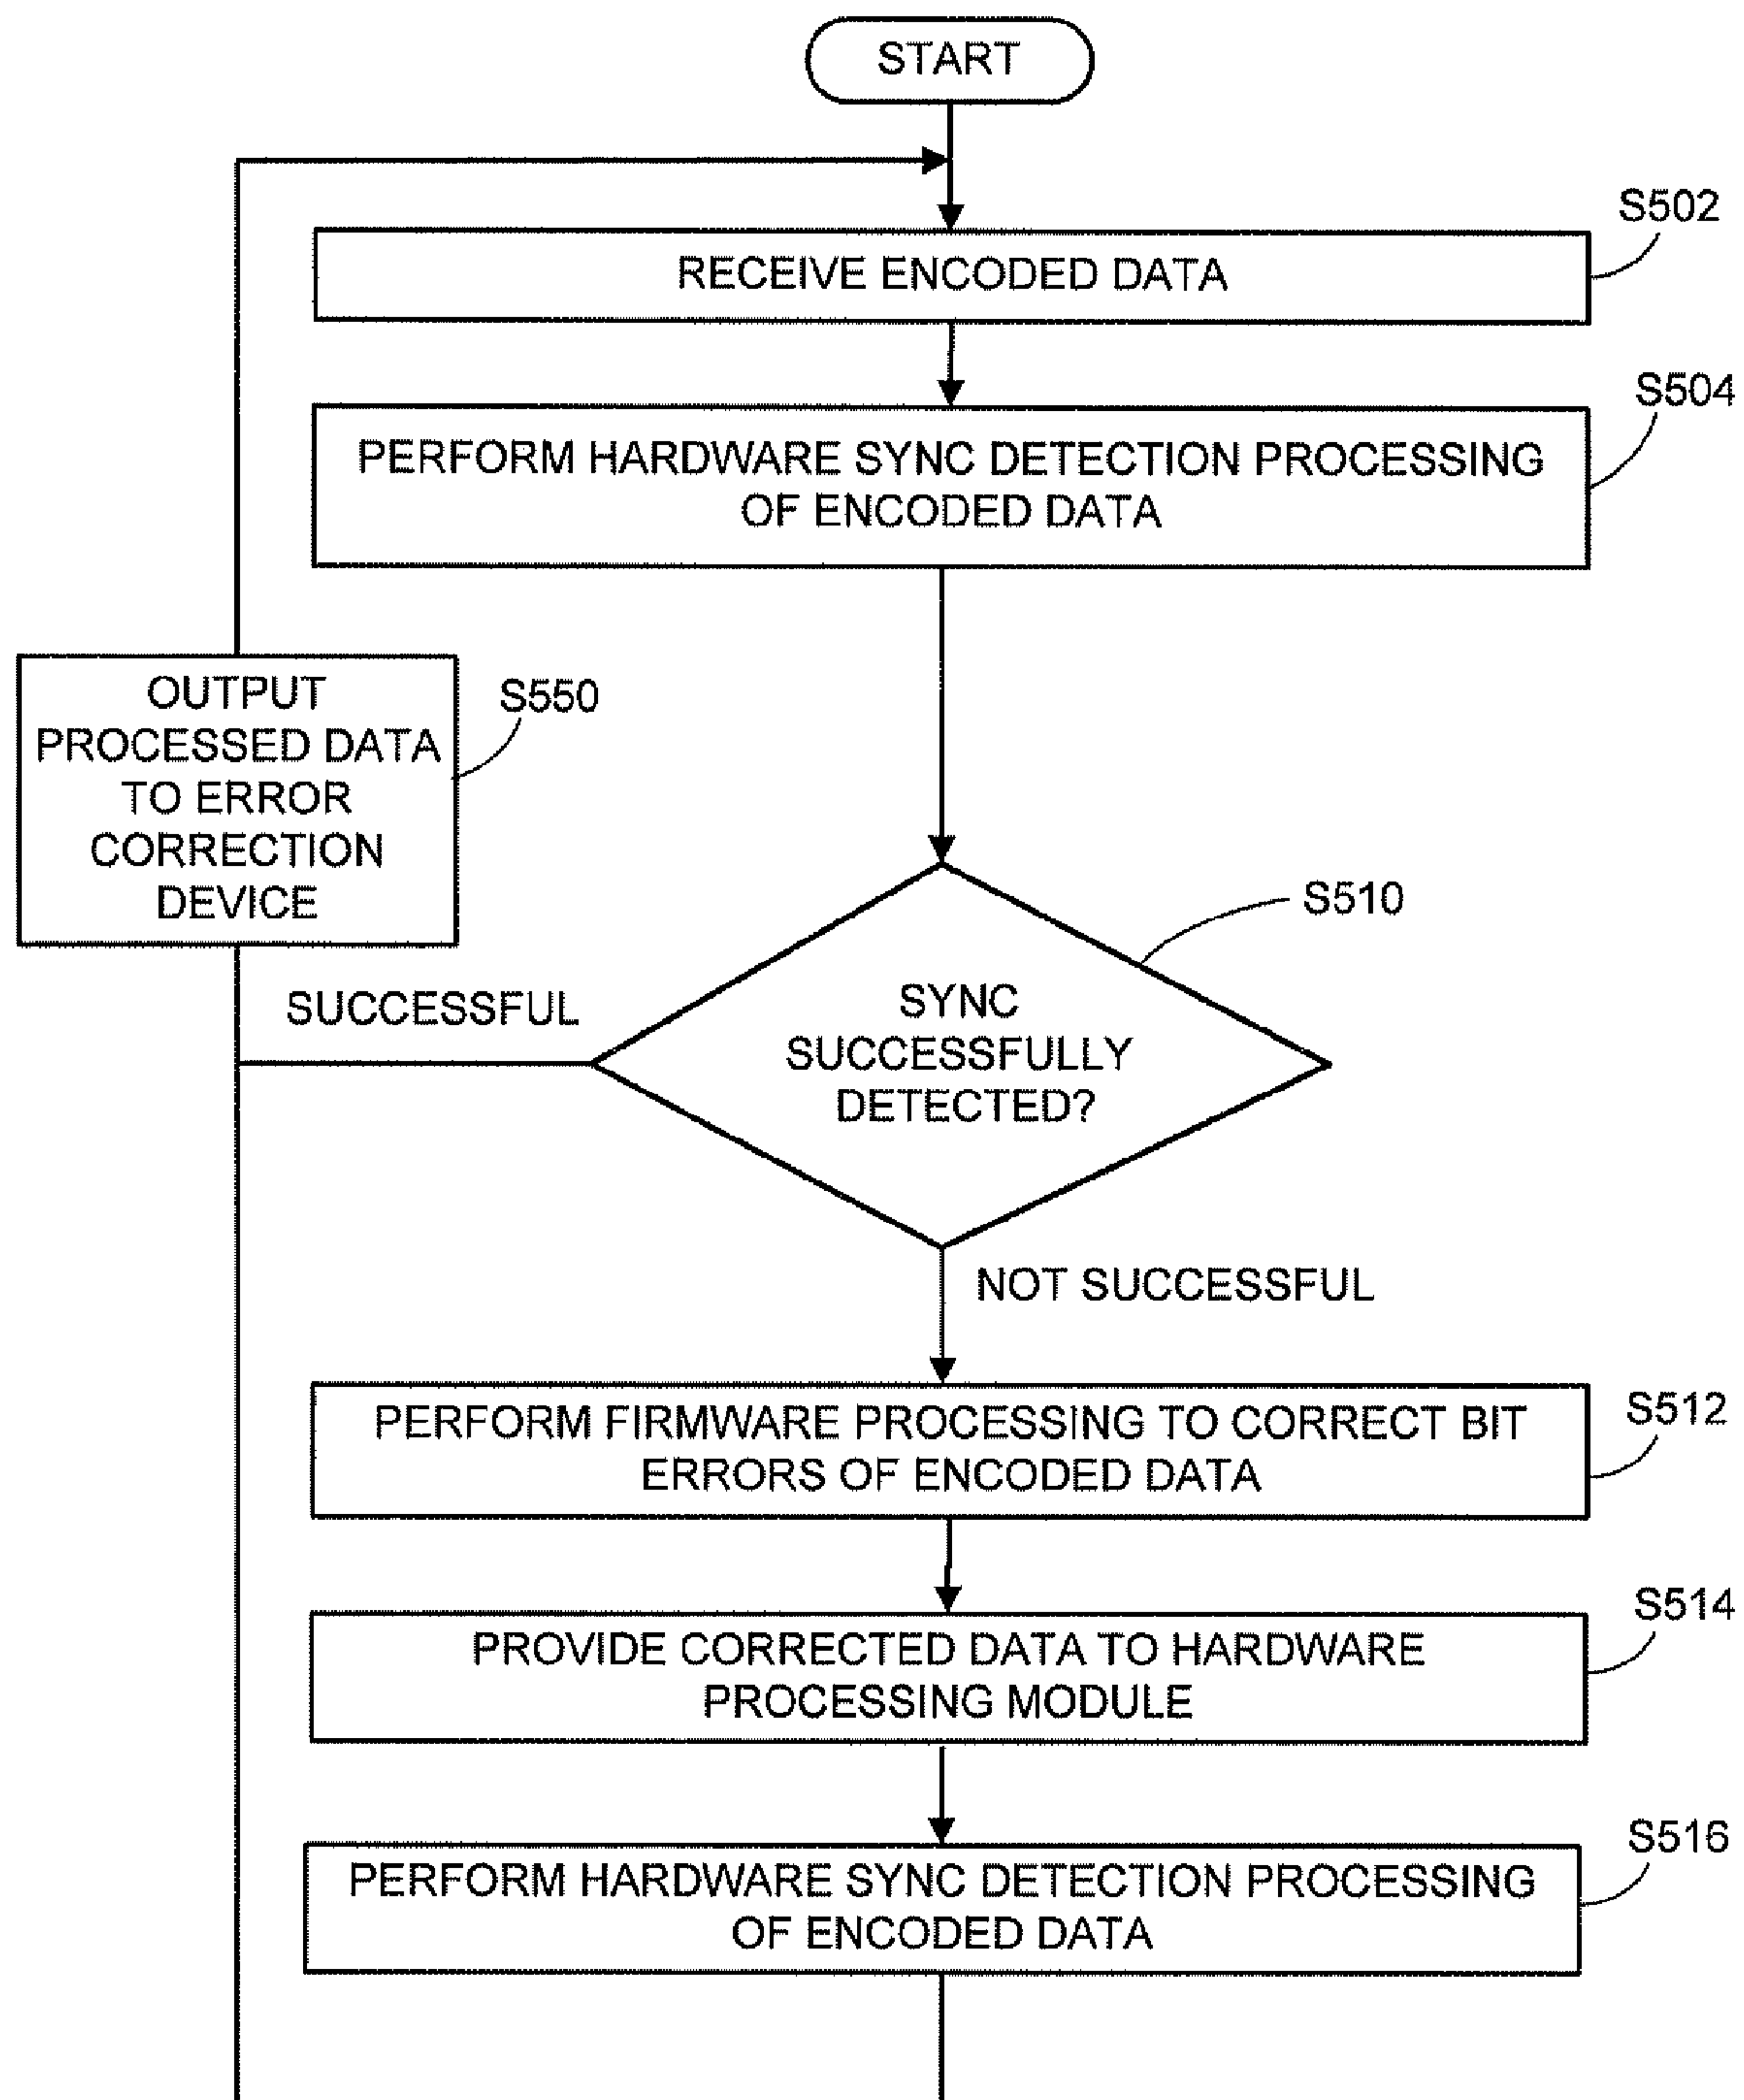 START
S502
RECEIVE ENCODED DATA
S504
PERFORM HARDWARE SYNC DETECTION PROCESSING
OF ENCODED DATA
OUTPUT
PROCESSED DATA
TO ERROR
CORRECTION
DEVICE
S550
S510
SUCCESSFUL
SYNC
SUCCESSFULLY
DETECTED?
NOT SUCCESSFUL
S512
PERFORM FIRMWARE PROCESSING TO CORRECT BIT
ERRORS OF ENCODED DATA
S514
PROVIDE CORRECTED DATA TO HARDWARE
PROCESSING MODULE
S516
PERFORM HARDWARE SYNC DETECTION PROCESSING
OF ENCODED DATA